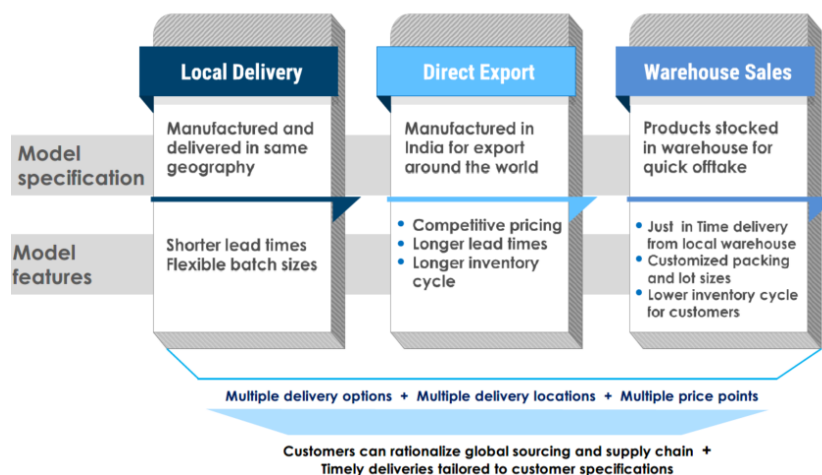 Local Delivery
Direct Export
Warehouse Sales
Model
specification
Manufactured and
delivered in same
geography
Manufactured in
India for export
around the world
Products stocked
in warehouse for
quick offtake
Model
features
Shorter lead times
Flexible batch sizes
• Competitive pricing
• Longer lead times
• Longer inventory
cycle
• Just in Time delivery
from local warehouse
• Customized packing
and lot sizes
• Lower inventory cycle
for customers
Multiple delivery options + Multiple delivery locations + Multiple price points
Customers can rationalize global sourcing and supply chain +
Timely deliveries tailored to customer specifications